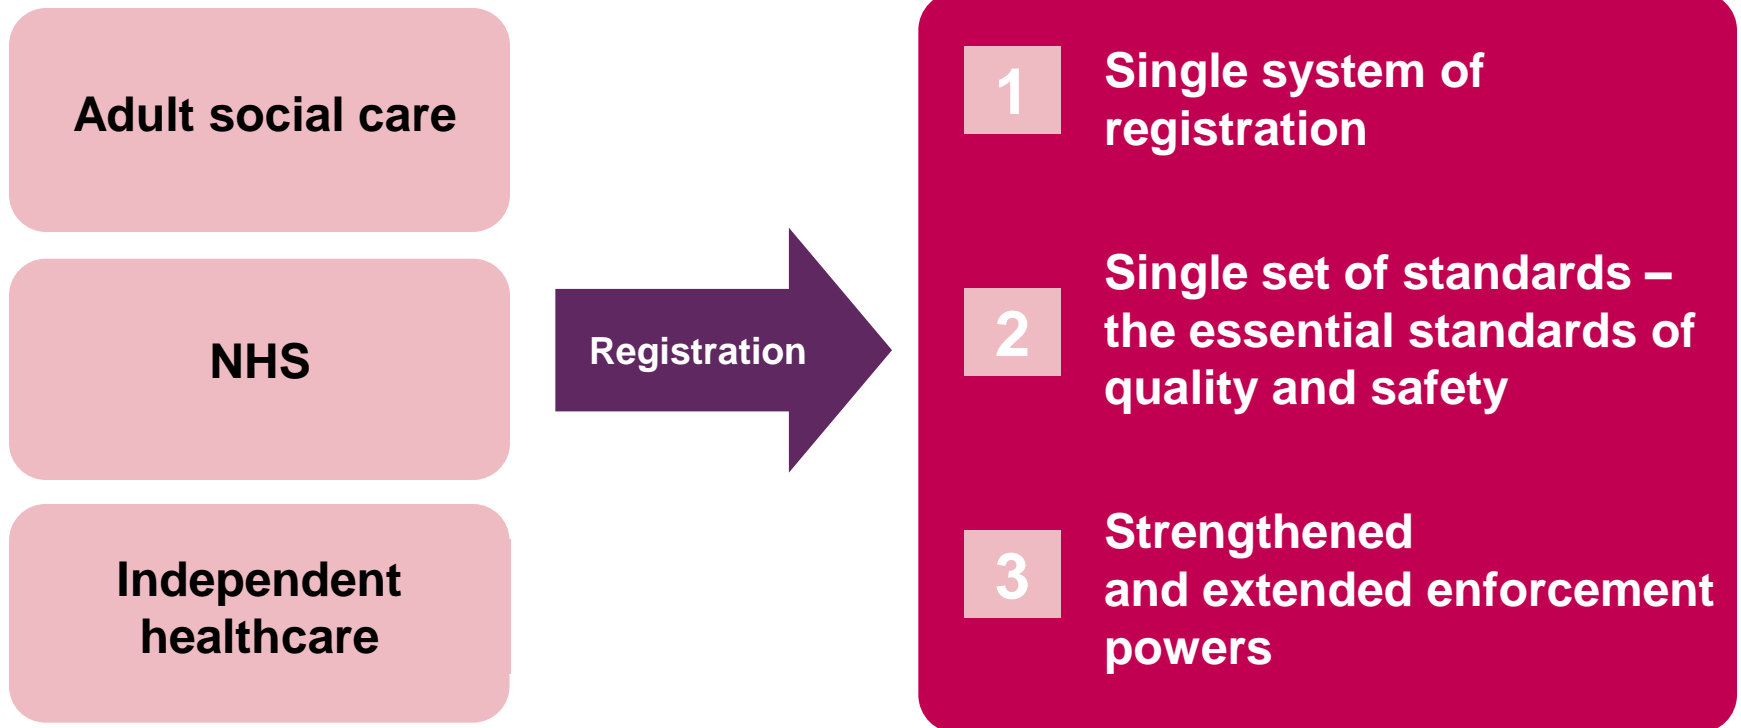 Adult social care
NHS
Independent
healthcare
Registration
1
Single system of
registration
2
Single set of standards –
the essential standards of
quality and safety
3
Strengthened
and extended enforcement
powers